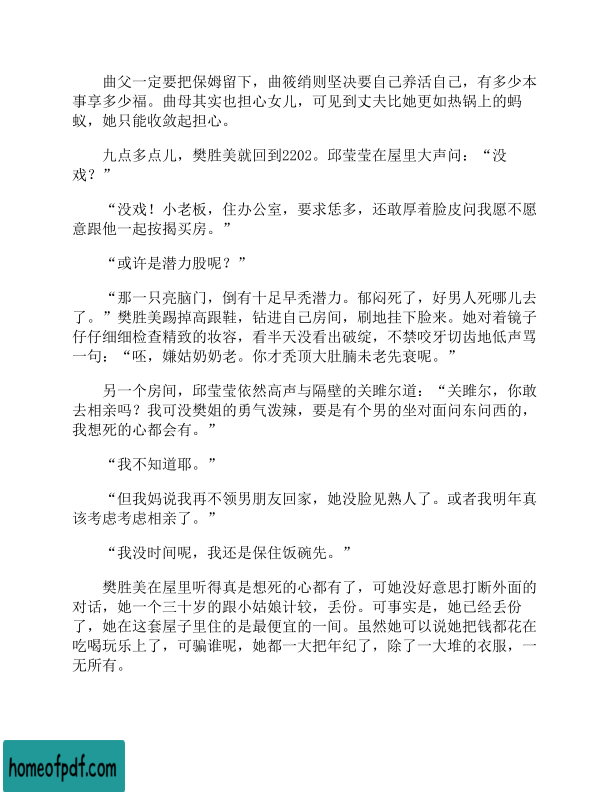 曲父一定要把保姆留下，曲筱绡则坚决要自己养活自己，有多少本
事享多少福。曲母其实也担心女儿，可见到丈夫比她更如热锅上的蚂
蚁，她只能收敛起担心。
九点多点儿，樊胜美就回到2202。邱莹莹在屋里大声问：“没
戏？”
“没戏！小老板，住办公室，要求恁多，还敢厚着脸皮问我愿不愿
意跟他一起按揭买房。”
“或许是潜力股呢？”
“那一只亮脑门，倒有十足早秃潜力。郁闷死了，好男人死哪儿去
了。”樊胜美踢掉高跟鞋，钻进自己房间，刷地挂下脸来。她对着镜子
仔仔细细检查精致的妆容，看半天没看出破绽，不禁咬牙切齿地低声骂
一句：“呸，嫌姑奶奶老。你才秃顶大肚腩未老先衰呢。”
另一个房间，邱莹莹依然高声与隔壁的关雎尔道：“关雎尔，你敢
去相亲吗？我可没樊姐的勇气泼辣，要是有个男的坐对面问东问西的，
我想死的心都会有。”
“我不知道耶。”
“但我妈说我再不领男朋友回家，她没脸见熟人了。或者我明年真
该考虑考虑相亲了。”
“我没时间呢，我还是保住饭碗先。”
樊胜美在屋里听得真是想死的心都有了，可她没好意思打断外面的
对话，她一个三十岁的跟小姑娘计较，丢份。可事实是，她已经丢份
了，她在这套屋子里住的是最便宜的一间。虽然她可以说她把钱都花在
吃喝玩乐上了，可骗谁呢，她都一大把年纪了，除了一大堆的衣服，一
无所有。
homeofpdf.com